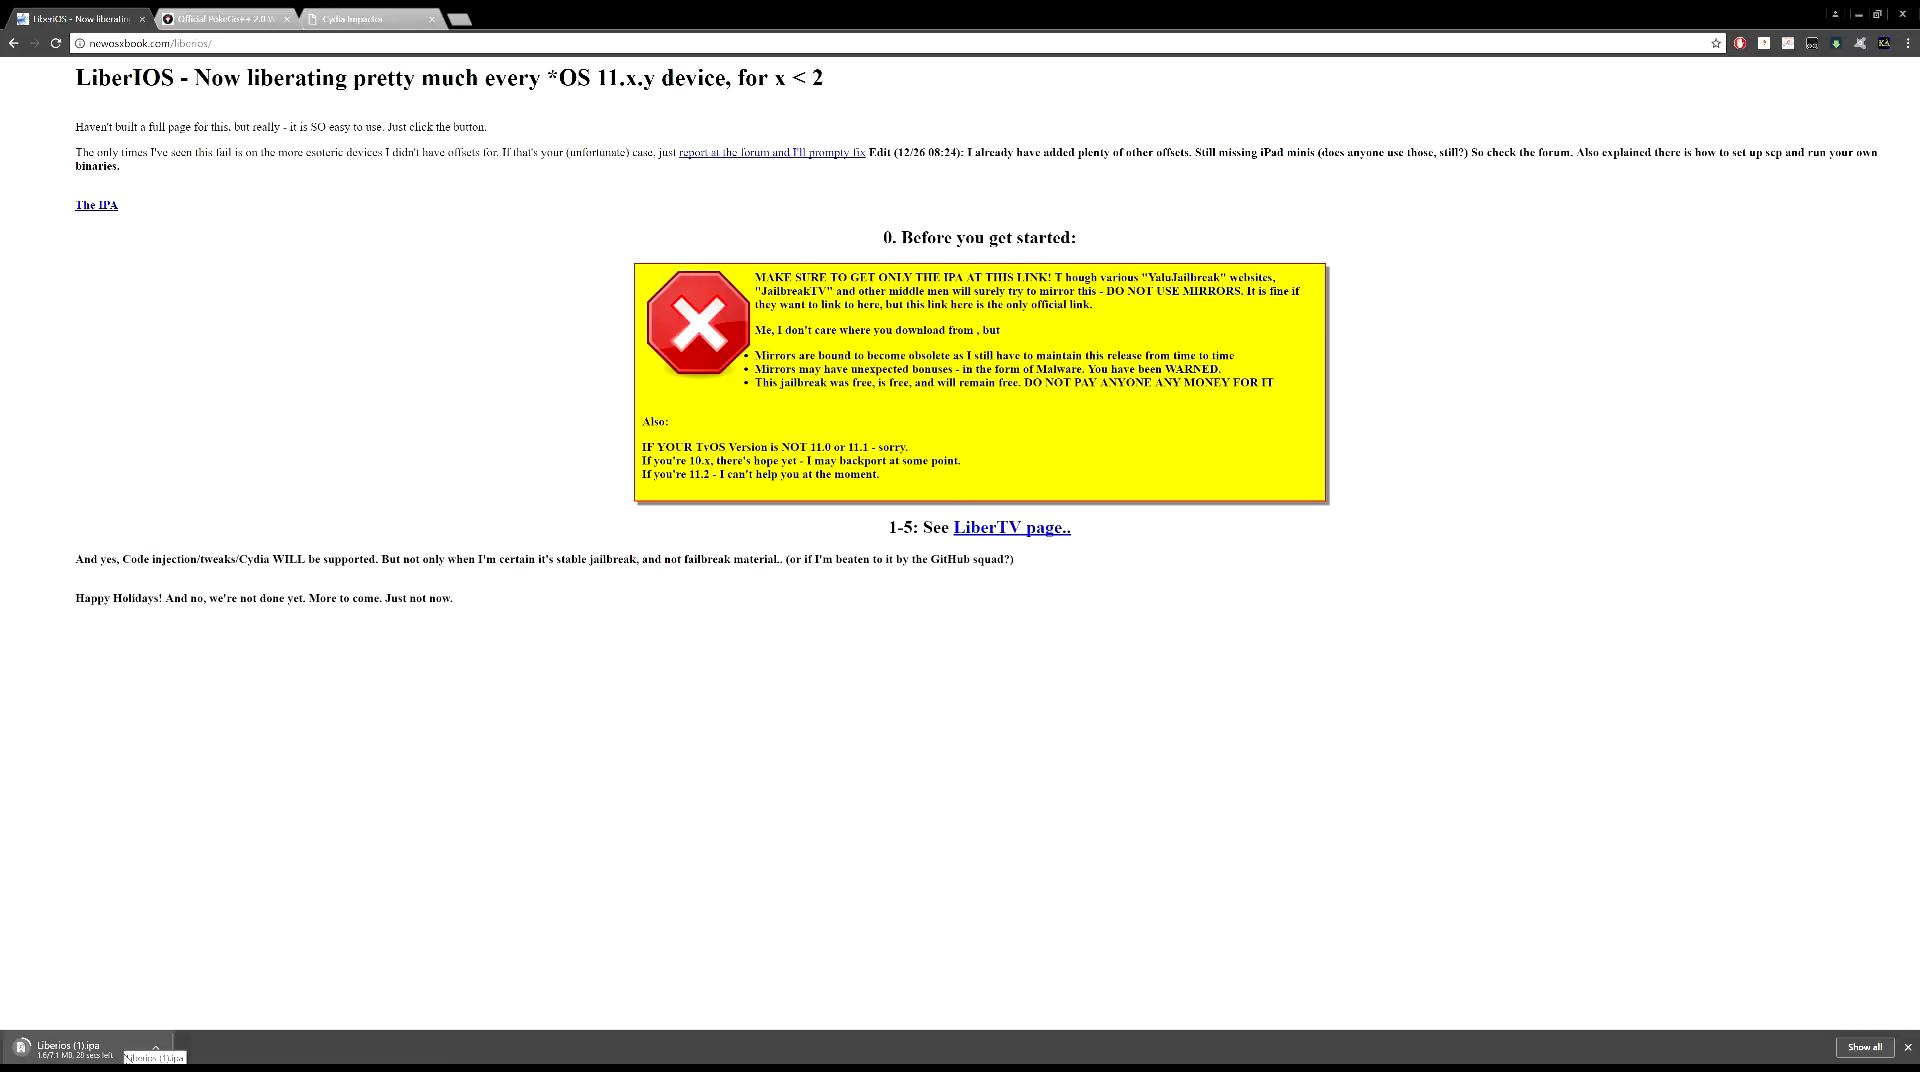 LiberiOS - Now liberatin
Official PokeGo++ 2.0 W
Cydia Impactor
newosxbook.com/liberios/
LiberIOS - Now liberating pretty much every *OS 11.x.y device, for x < 2
Haven't built a full page for this, but really - it is SO easy to use. Just click the button.
The only times I've seen this fail is on the more esoteric devices I didn't have offsets for. If that's your (unfortunate) case, just report at the forum and I'll prompty fix Edit (12/26 08:24): I already have added plenty of other offsets. Still missing iPad minis (does anyone use those, still?) So check the forum. Also explained there is how to set up scp and run your own
binaries.
The IPA
0. Before you get started:
MAKE SURE TO GET ONLY THE IPA AT THIS LINK! T hough various "YaluJailbreak" websites,
"JailbreakTV" and other middle men will surely try to mirror this - DO NOT USE MIRRORS. It is fine if
they want to link to here, but this link here is the only official link.
Me, I don't care where you download from , but
• Mirrors are bound to become obsolete as I still have to maintain this release from time to time
• Mirrors may have unexpected bonuses - in the form of Malware. You have been WARNED.
• This jailbreak was free, is free, and will remain free. DO NOT PAY ANYONE ANY MONEY FOR IT
Also:
IF YOUR TvOS Version is NOT 11.0 or 11.1 - sorry.
If you're 10.x, there's hope yet - I may backport at some point.
If you're 11.2 - I can't help you at the moment.
1-5: See LiberTV page..
And yes, Code injection/tweaks/Cydia WILL be supported. But not only when I'm certain it's stable jailbreak, and not failbreak material.. (or if I'm beaten to it by the GitHub squad?)
Happy Holidays! And no, we're not done yet. More to come. Just not now.
Liberios (1).ipa
1.6/7.1 MB, 28 secs left
Liberios (1).ipa
Show all